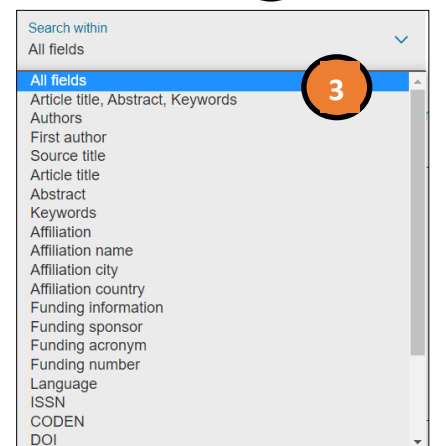 Search within
All fields
All fields
3
Article title, Abstract, Keywords
Authors
First author
Source title
Article title
Abstract
Keywords
Affiliation
Affiliation name
Affiliation city
Affiliation country
Funding information
Funding sponsor
Funding acronym
Funding number
Language
ISSN
CODEN
DOI